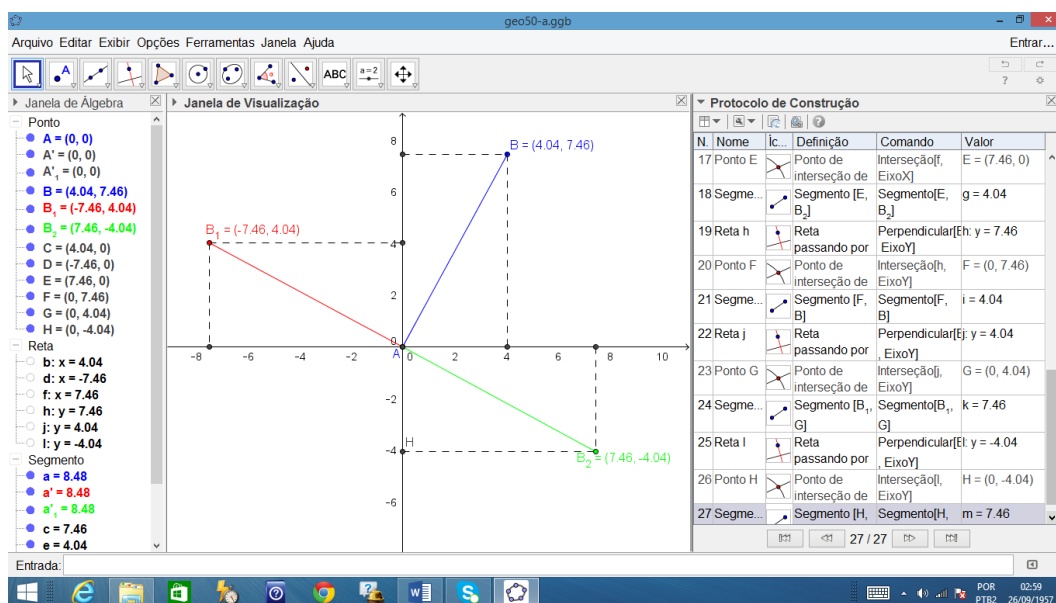 geo50-a.ggb
Arquivo Editar Exibir Opções Ferramentas Janela Ajuda
Entrar...
ABC
a=2
Janela de Álgebra
Ponto
A = (0, 0)
A' = (0, 0)
A'₁ = (0, 0)
B = (4.04, 7.46)
B₁ = (-7.46, 4.04)
B₂ = (7.46, -4.04)
C = (4.04, 0)
D = (-7.46, 0)
E = (7.46, 0)
F = (0, 7.46)
G = (0, 4.04)
H = (0, -4.04)
Reta
b: x = 4.04
d: x = -7.46
f: x = 7.46
h: y = 7.46
j: y = 4.04
l: y = -4.04
Segmento
a = 8.48
a' = 8.48
a'₁ = 8.48
c = 7.46
e = 4.04
Janela de Visualização
8
B = (4.04, 7.46)
6
B₁ = (-7.46, 4.04)
4
2
0
-8 -6 -4 -2 A 0 2 4 6 8 10
-2
-4 H
B₂ = (7.46, -4.04)
-6
Protocolo de Construção
N. Nome Íc... Definição Comando Valor
17 Ponto E Ponto de Interseção[f, E = (7.46, 0)
interseção de EixoX]
18 Segme... Segmento [E, Segmento[E, g = 4.04
B₂] B₂]
19 Reta h Reta Perpendicular[E h: y = 7.46
passando por EixoY]
20 Ponto F Ponto de Interseção[h, F = (0, 7.46)
interseção de EixoY]
21 Segme... Segmento [F, Segmento[F, i = 4.04
B] B]
22 Reta j Reta Perpendicular[E j: y = 4.04
passando por , EixoY]
23 Ponto G Ponto de Interseção[j, G = (0, 4.04)
interseção de EixoY]
24 Segme... Segmento [B₁, Segmento[B₁, k = 7.46
G] G]
25 Reta l Reta Perpendicular[E l: y = -4.04
passando por , EixoY]
26 Ponto H Ponto de Interseção[l, H = (0, -4.04)
interseção de EixoY]
27 Segme... Segmento [H, Segmento[H, m = 7.46
27 / 27
Entrada:
POR 02:59
PTB2 26/09/1957